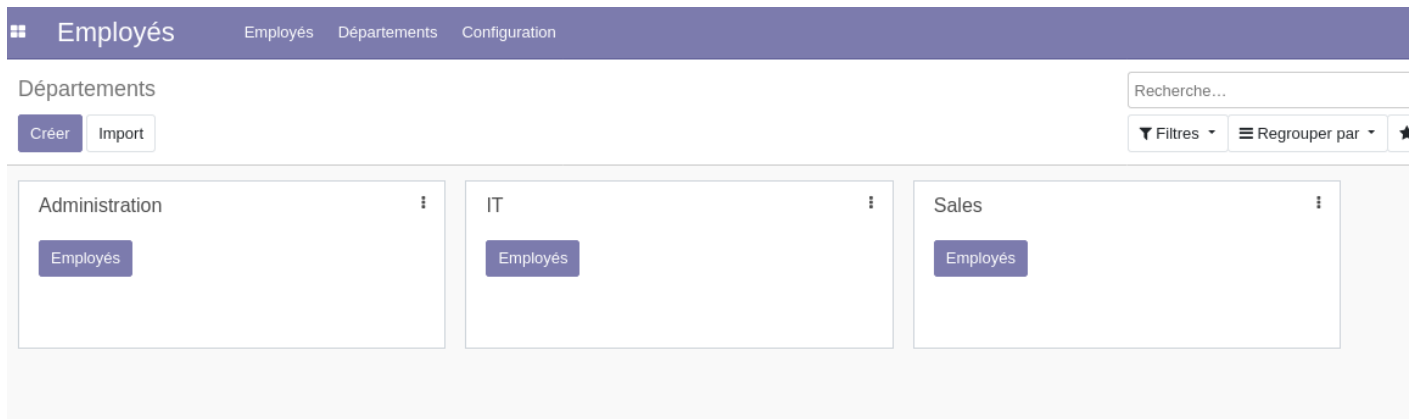 Employés Employés Départements Configuration
Départements
Recherche...
Créer Import
Filtres Regrouper par
Administration IT Sales
Employés Employés Employés